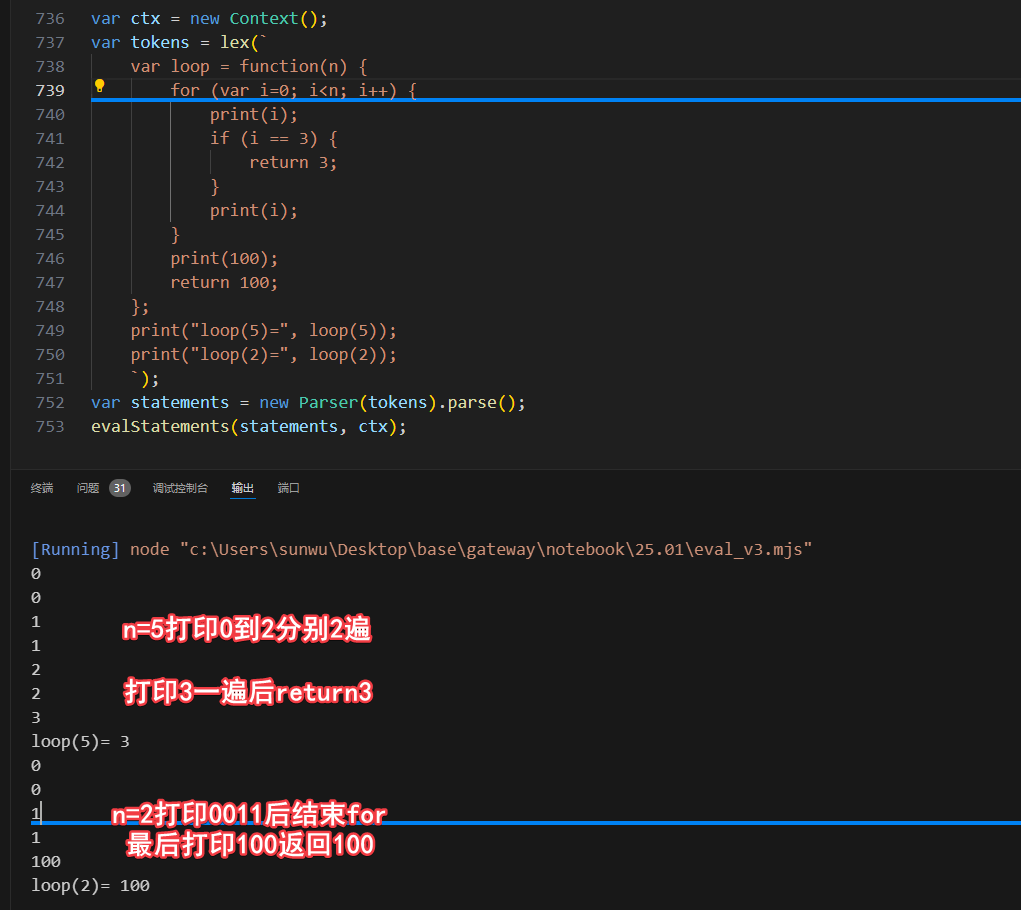 736 var ctx = new Context();
737 var tokens = lex(`
738 var loop = function(n) {
739 for (var i=0; i<n; i++) {
740 print(i);
741 if (i == 3) {
742 return 3;
743 }
744 print(i);
745 }
746 print(100);
747 return 100;
748 };
749 print("loop(5)=", loop(5));
750 print("loop(2)=", loop(2));
751 `);
752 var statements = new Parser(tokens).parse();
753 evalStatements(statements, ctx);
终端 问题 31 调试控制台 输出 端口
[Running] node "c:\Users\sunwu\Desktop\base\gateway\notebook\25.01\eval_v3.mjs"
0
0
1
n=5打印0到2分别2遍
1
2
2
打印3一遍后return3
3
loop(5)= 3
0
0
1
n=2打印0011后结束for
1
最后打印100返回100
100
loop(2)= 100